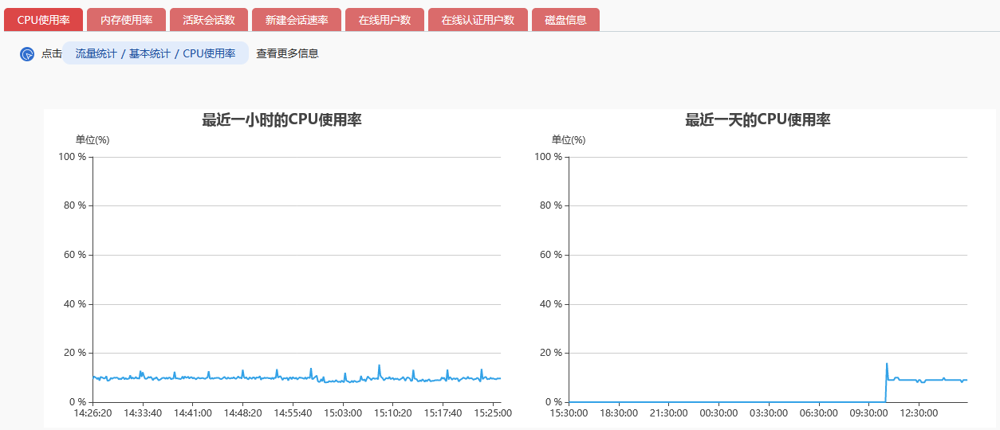 CPU使用率 内存使用率 活跃会话数 新建会话速率 在线用户数 在线认证用户数 磁盘信息
点击 流量统计 / 基本统计 / CPU使用率 查看更多信息
最近一小时的CPU使用率
单位(%)
100 %
80 %
60 %
40 %
20 %
0 %
14:26:20 14:33:40 14:41:00 14:48:20 14:55:40 15:03:00 15:10:20 15:17:40 15:25:00
最近一天的CPU使用率
单位(%)
100 %
80 %
60 %
40 %
20 %
0 %
15:30:00 18:30:00 21:30:00 00:30:00 03:30:00 06:30:00 09:30:00 12:30:00